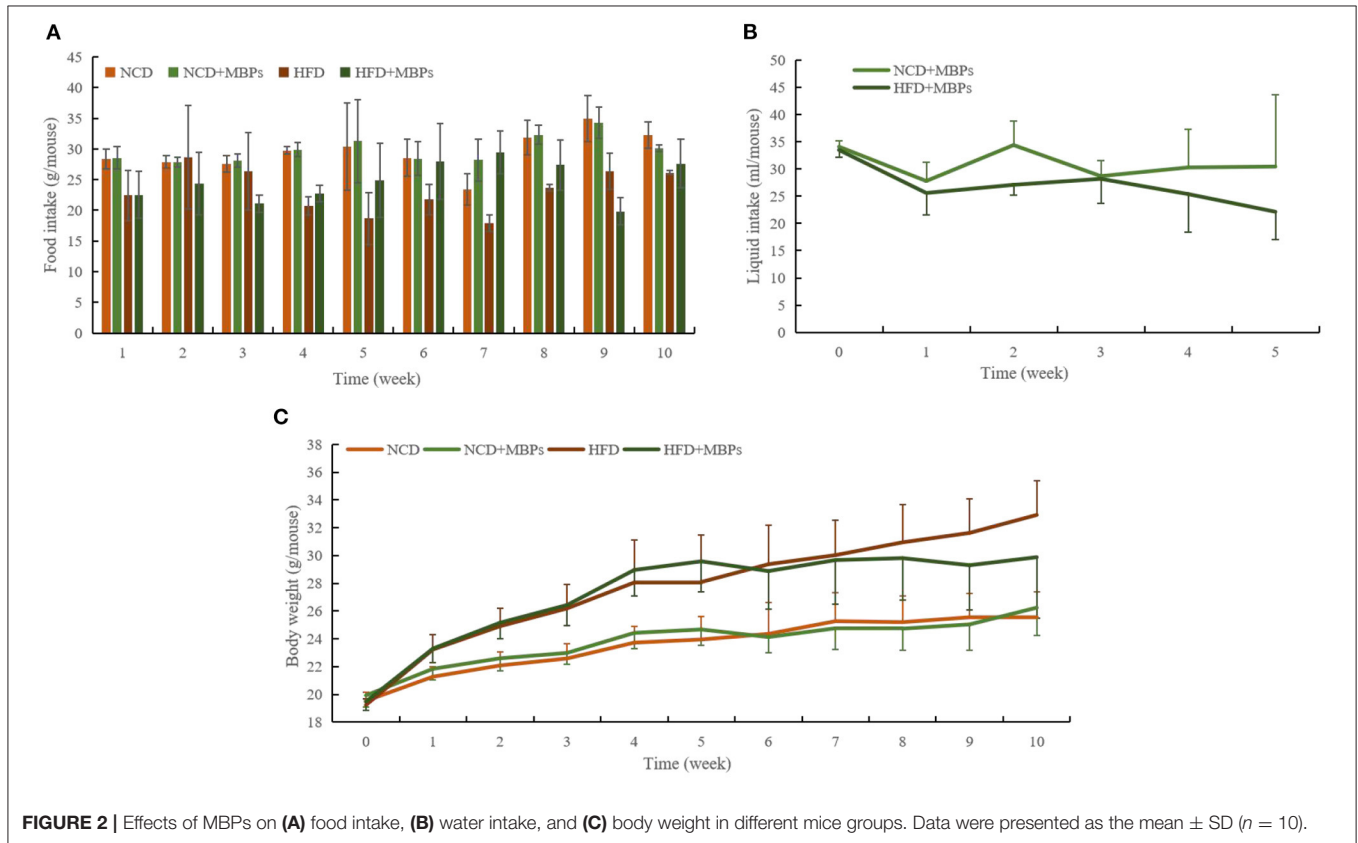 A
45
40
35
30
25
20
15
10
5
0
Food intake (g/mouse)
NCD NCD+MBPs HFD HFD+MBPs
1 2 3 4 5 6 7 8 9 10
Time (week)
B
50
45
40
35
30
25
20
15
10
5
0
Liquid intake (ml/mouse)
NCD+MBPs
HFD+MBPs
0 1 2 3 4 5
Time (week)
C
38
36
34
32
30
28
26
24
22
20
18
Body weight (g/mouse)
NCD NCD+MBPs HFD HFD+MBPs
0 1 2 3 4 5 6 7 8 9 10
Time (week)
FIGURE 2 | Effects of MBPs on (A) food intake, (B) water intake, and (C) body weight in different mice groups. Data were presented as the mean ± SD (n = 10).